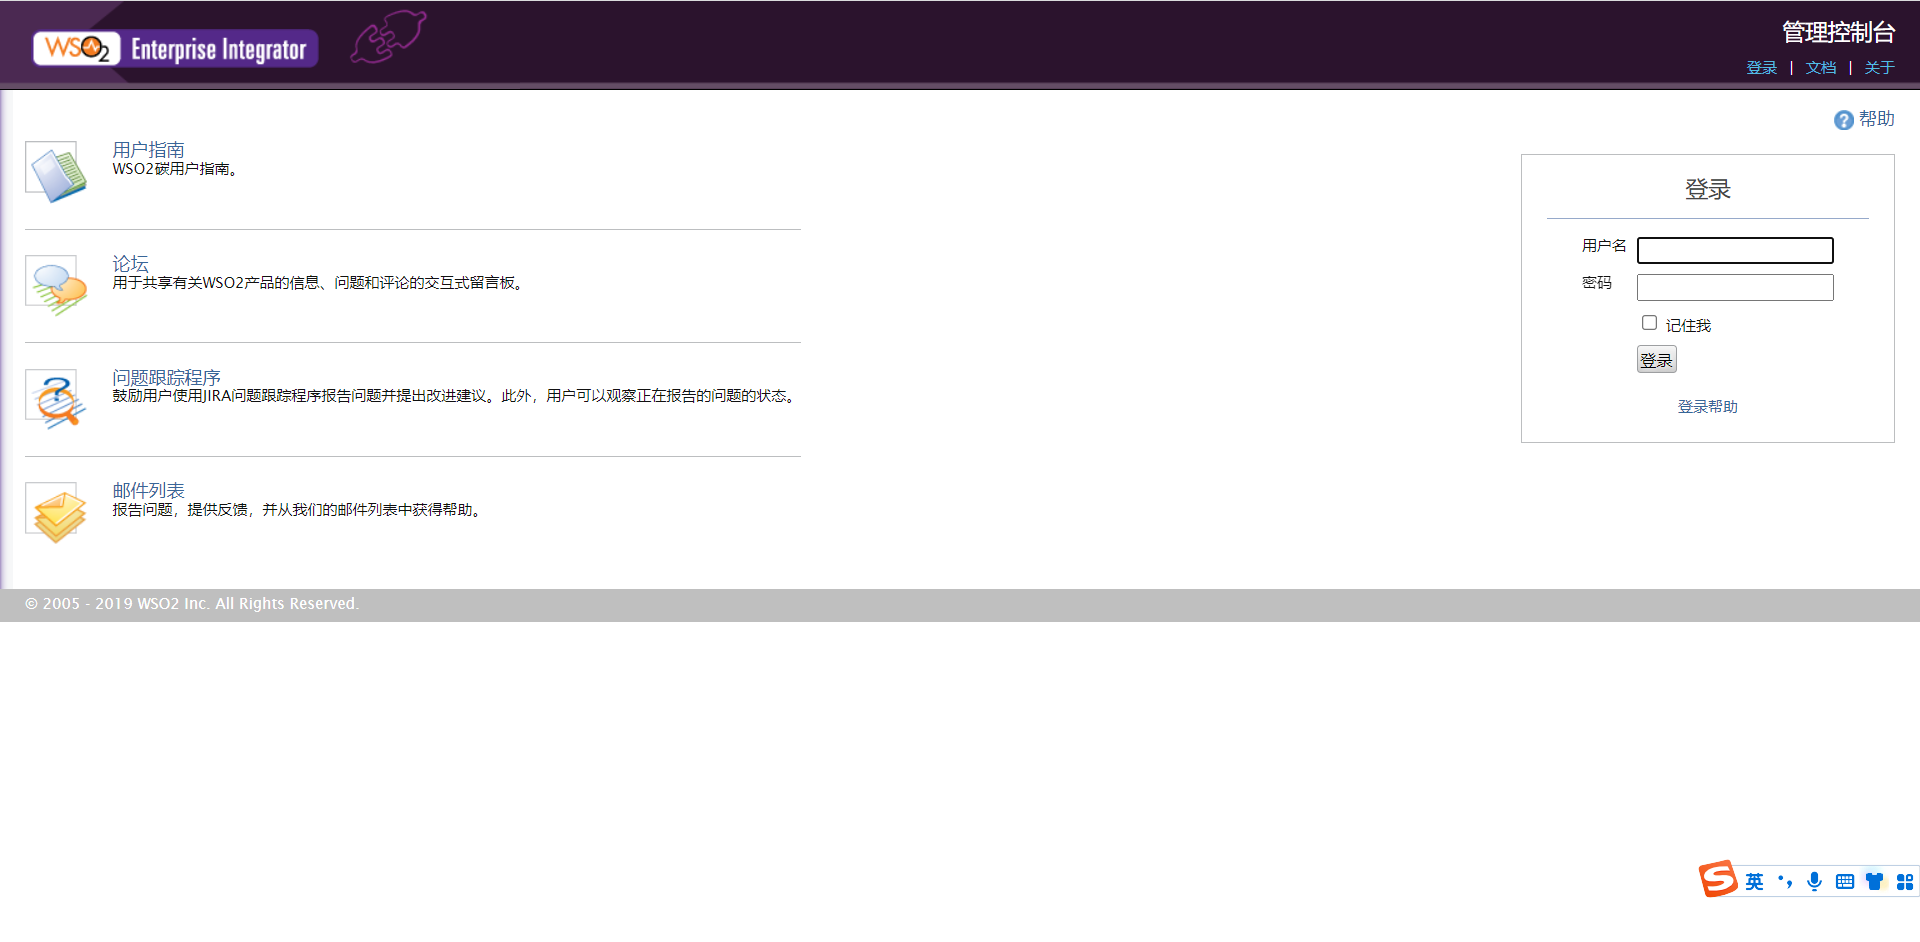 WSO2 Enterprise Integrator
管理控制台
登录 | 文档 | 关于
帮助
用户指南
WSO2碳用户指南。
论坛
用于共享有关WSO2产品的信息、问题和评论的交互式留言板。
问题跟踪程序
鼓励用户使用JIRA问题跟踪程序报告问题并提出改进建议。此外，用户可以观察正在报告的问题的状态。
邮件列表
报告问题，提供反馈，并从我们的邮件列表中获得帮助。
登录
用户名
密码
记住我
登录
登录帮助
© 2005 - 2019 WSO2 Inc. All Rights Reserved.
S 英